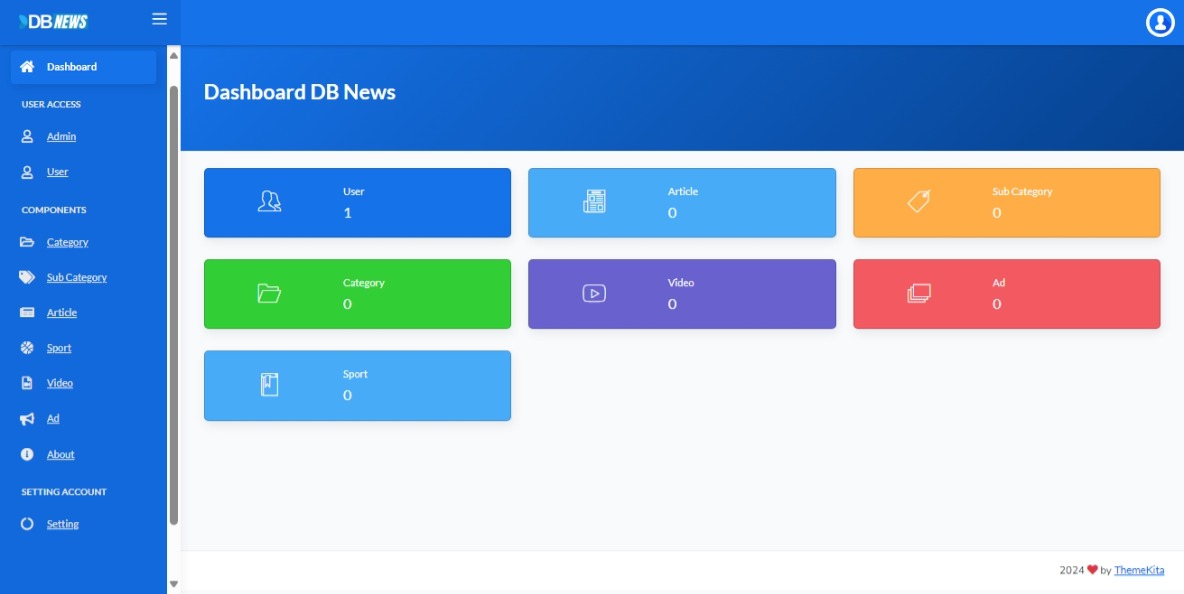 DB NEWS
Dashboard
USER ACCESS
Admin
User
COMPONENTS
Category
Sub Category
Article
Sport
Video
Ad
About
SETTING ACCOUNT
Setting
Dashboard DB News
User
1
Article
0
Sub Category
0
Category
0
Video
0
Ad
0
Sport
0
2024 ❤ by ThemeKita